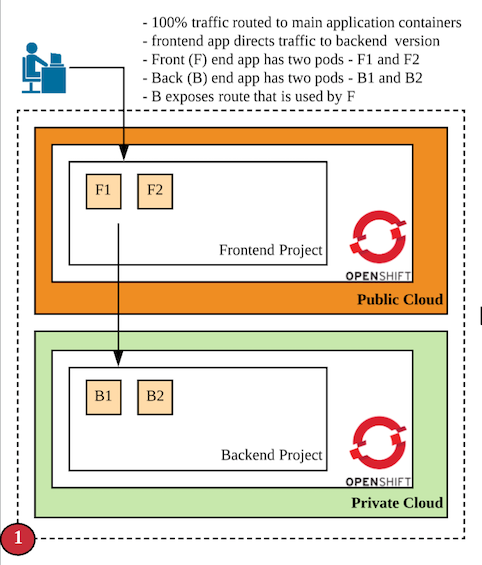 - 100% traffic routed to main application containers
- frontend app directs traffic to backend version
- Front (F) end app has two pods - F1 and F2
- Back (B) end app has two pods - B1 and B2
- B exposes route that is used by F
F1 F2
Frontend Project
OPENSHIFT
Public Cloud
B1 B2
Backend Project
OPENSHIFT
Private Cloud
1